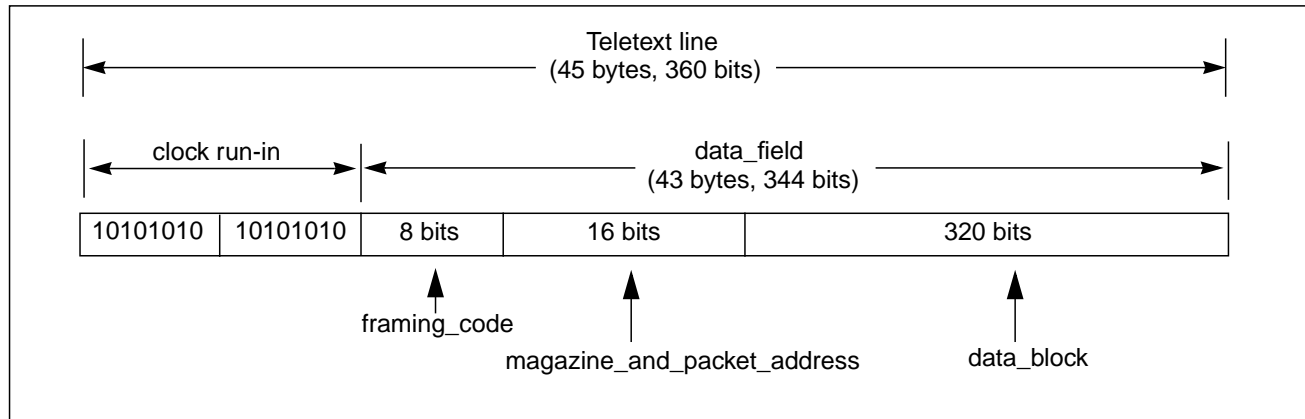 Teletext line
(45 bytes, 360 bits)
clock run-in
data_field
(43 bytes, 344 bits)
10101010 10101010 8 bits 16 bits 320 bits
framing_code
magazine_and_packet_address
data_block